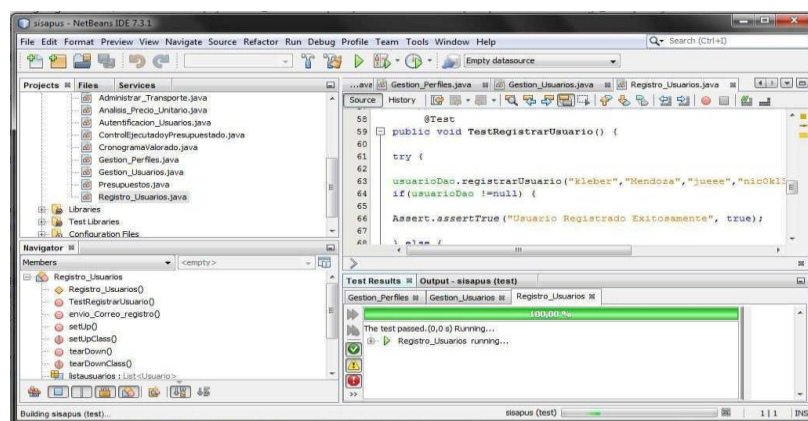 sisapus - NetBeans IDE 7.3.1
File Edit Format Preview View Navigate Source Refactor Run Debug Profile Team Tools Window Help
Search (Ctrl+I)
Empty datasource
Projects Files Services
Administrar_Transporte.java
Analisis_Precio_Unitario.java
Autentificacion_Usuarios.java
ControlEjecutadoyPresupuestado.java
CronogramaValorado.java
Gestion_Perfiles.java
Gestion_Usuarios.java
Presupuestos.java
Registro_Usuarios.java
Libraries
Test Libraries
Configuration Files
Navigator
Members <empty>
Registro_Usuarios
Registro_Usuarios()
TestRegistrarUsuario()
envio_Correo_registro()
setUp()
setUpClass()
tearDown()
tearDownClass()
listausuarios : List<Usuario>
...ave Gestion_Perfiles.java Gestion_Usuarios.java Registro_Usuarios.java
Source History
58 @Test
59 public void TestRegistrarUsuario() {
60
61 try {
62
63 usuarioDao.registrarUsuario("kleber","Mendoza","jueee",
64 if(usuarioDao !=null) {
65
66 Assert.assertTrue("Usuario Registrado Exitosamente", true);
67
68 } else {
Test Results Output - sisapus (test)
Gestion_Perfiles Gestion_Usuarios Registro_Usuarios
100,00 %
The test passed.(0,0 s) Running...
Registro_Usuarios running...
Building sisapus (test)...
sisapus (test)
1|1 INS